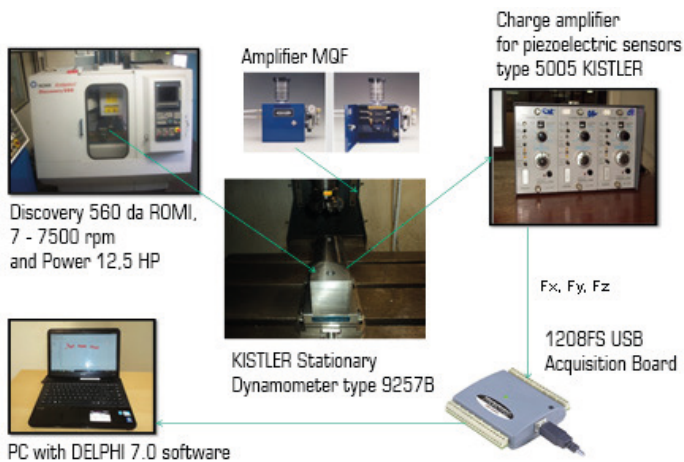 Charge amplifier
for piezoelectric sensors
type 5005 KISTLER
Amplifier MQF
Discovery 560 da ROMI,
7 - 7500 rpm
and Power 12,5 HP
Fx, Fy, Fz
KISTLER Stationary
Dynamometer type 9257B
1208FS USB
Acquisition Board
PC with DELPHI 7.0 software